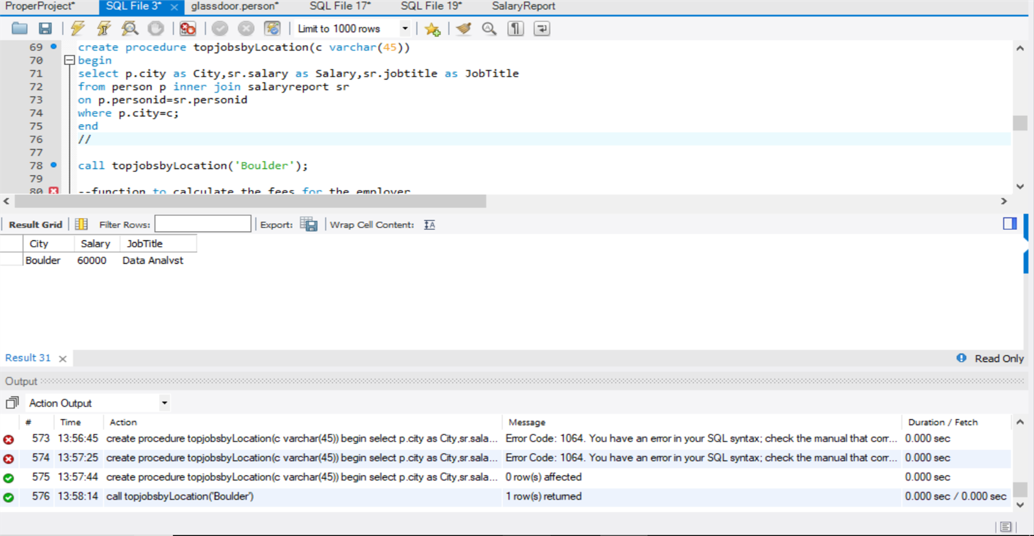 ProperProject* SQL File 3* × glassdoor.person* SQL File 17* SQL File 19* SalaryReport
Limit to 1000 rows
69 create procedure topjobsbyLocation(c varchar(45))
70 begin
71 select p.city as City,sr.salary as Salary,sr.jobtitle as JobTitle
72 from person p inner join salaryreport sr
73 on p.personid=sr.personid
74 where p.city=c;
75 end
76 //
77
78 call topjobsbyLocation('Boulder');
79
80 --function to calculate the fees for the employer
Result Grid Filter Rows: Export: Wrap Cell Content:
City Salary JobTitle
Boulder 60000 Data Analyst
Result 31 × Read Only
Output
Action Output
# Time Action Message Duration / Fetch
573 13:56:45 create procedure topjobsbyLocation(c varchar(45)) begin select p.city as City,sr.sala... Error Code: 1064. You have an error in your SQL syntax; check the manual that corr... 0.000 sec
574 13:57:25 create procedure topjobsbyLocation(c varchar(45)) begin select p.city as City,sr.sala... Error Code: 1064. You have an error in your SQL syntax; check the manual that corr... 0.000 sec
575 13:57:44 create procedure topjobsbyLocation(c varchar(45)) begin select p.city as City,sr.sala... 0 row(s) affected 0.000 sec
576 13:58:14 call topjobsbyLocation('Boulder') 1 row(s) returned 0.000 sec / 0.000 sec